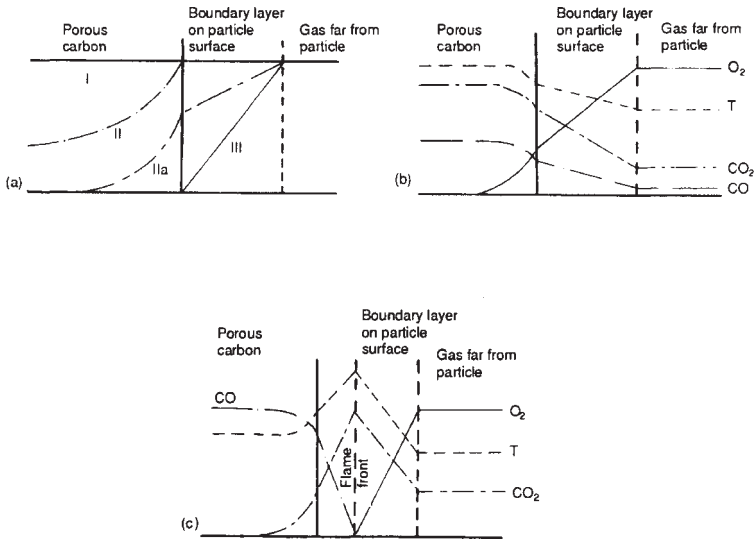 Porous
carbon
Boundary layer
on particle
surface
Gas far from
particle
I
II
IIa
III
(a)
Porous
carbon
Boundary layer
on particle
surface
Gas far from
particle
O₂
T
CO₂
CO
(b)
Porous
carbon
Boundary layer
on particle
surface
Gas far from
particle
CO
O₂
T
CO₂
Flame
front
(c)